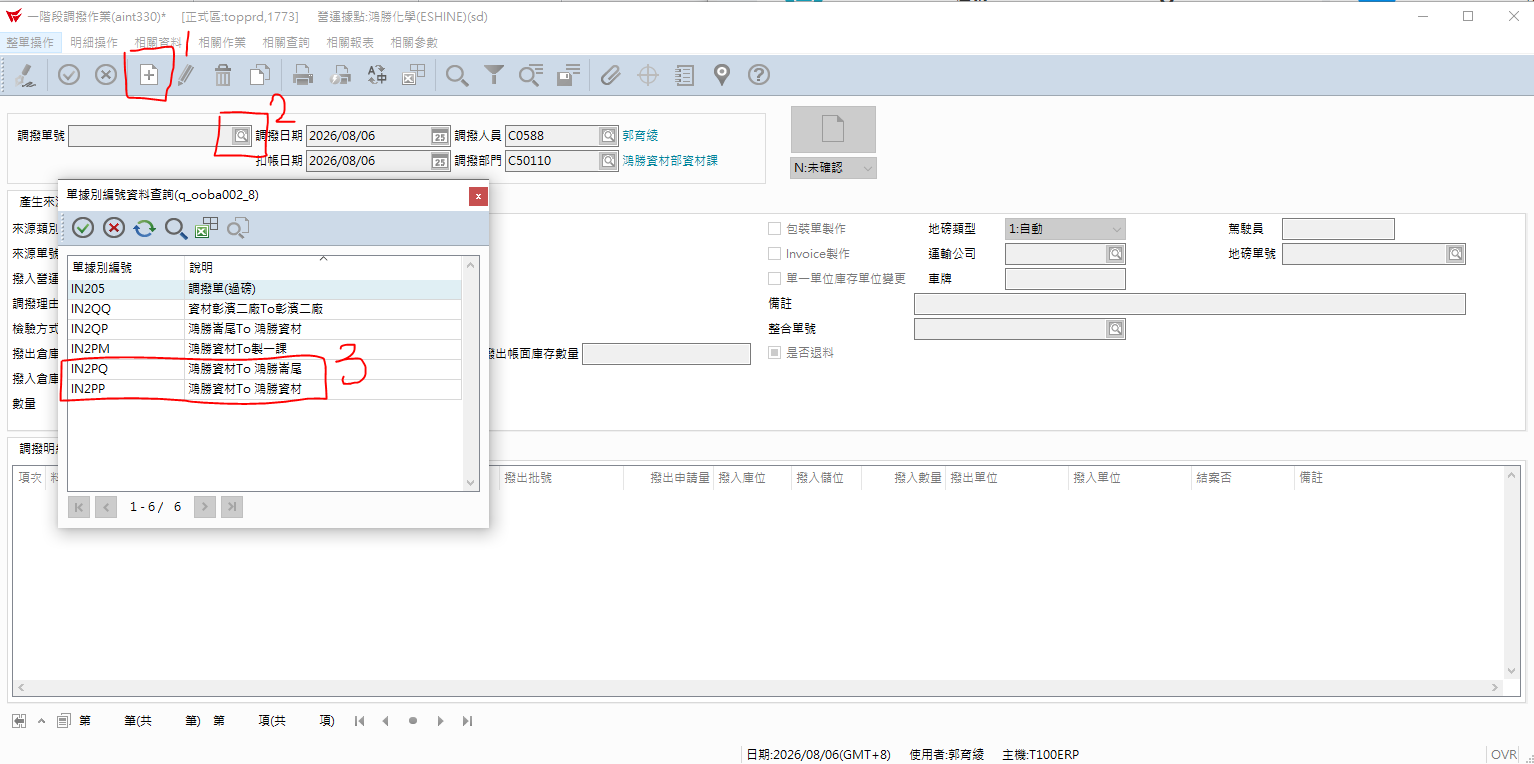 一階段調撥作業(aint330)* [正式區:topprd,1773] 營運據點:鴻勝化學(ESHINE)(sd)
整單操作 明細操作 相關資料 相關作業 相關查詢 相關報表 相關參數
1
2
調撥單號 調撥日期 2026/08/06 調撥人員 C0588 郭育綾
扣帳日期 2026/08/06 調撥部門 C50110 鴻勝資材部資材課
N:未確認
單據別編號資料查詢(q_ooba002_8)
產生來
來源類別 包裝單製作 地磅類型 1:自動 駕駛員
來源單號 Invoice製作 運輸公司 地磅單號
撥入營運 單一單位庫存單位變更 車牌
調撥理由 備註
檢驗方式 整合單號
撥出倉庫 撥出帳面庫存數量 是否退料
撥入倉庫
數量
單據別編號 說明
IN205 調撥單(過磅)
IN2QQ 資材彰濱二廠To彰濱二廠
IN2QP 鴻勝崙尾To 鴻勝資材
IN2PM 鴻勝資材To製一課
IN2PQ 鴻勝資材To 鴻勝崙尾
IN2PP 鴻勝資材To 鴻勝資材
3
1 - 6 / 6
調撥明
項次 撥出批號 撥出申請量 撥入庫位 撥入儲位 撥入數量 撥出單位 撥入單位 結案否 備註
第 筆(共 筆) 第 項(共 項)
日期:2026/08/06(GMT+8) 使用者:郭育綾 主機:T100ERP OVR